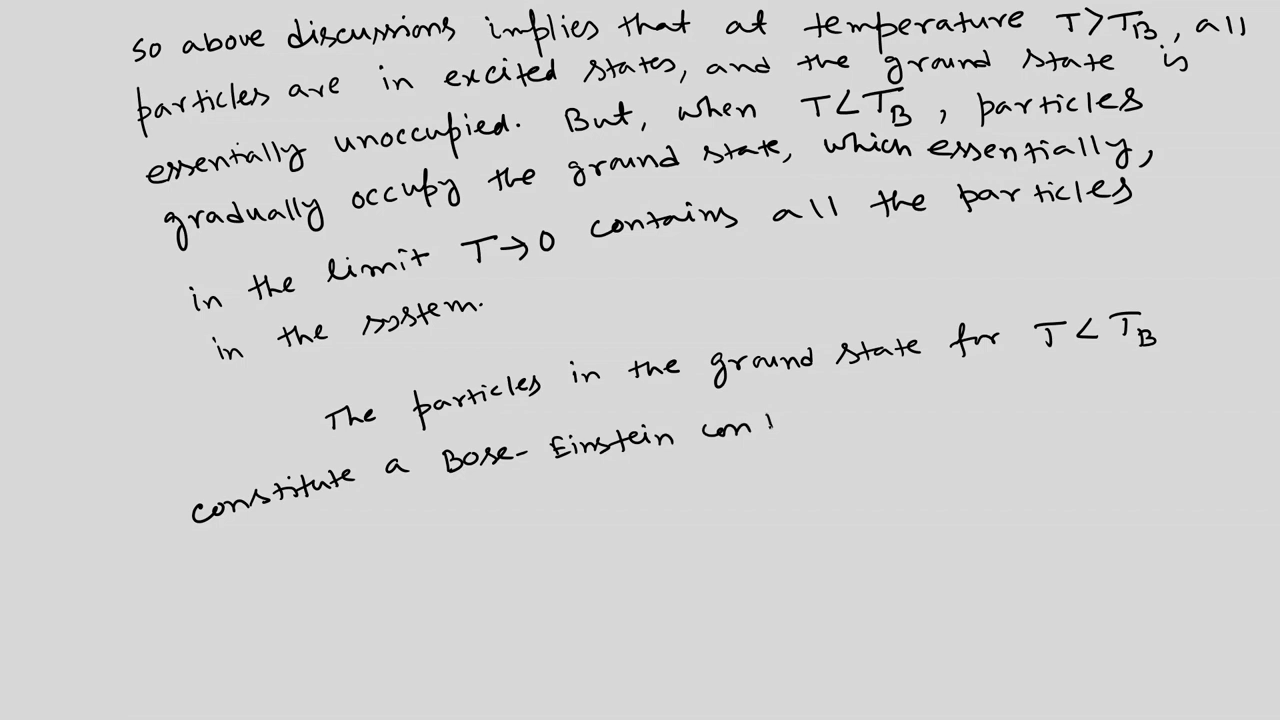 so above discussions implies that at temperature T>T_B, all
particles are in excited states, and the ground state is
essentially unoccupied. But, when T<T_B, particles
gradually occupy the ground state, which essentially,
in the limit T→0 contains all the particles
in the system.
The particles in the ground state for T<T_B
constitute a Bose-Einstein con